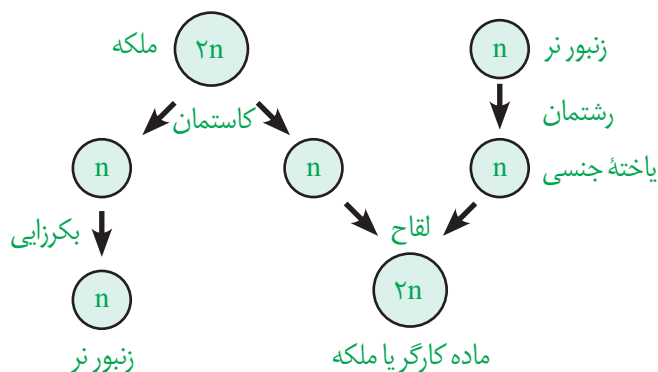 زنبور نر
n
ملکه
۲n
رشتمان
کاستمان
یاختهٔ جنسی
n
n
n
لقاح
بکرزایی
۲n
n
ماده کارگر یا ملکه
زنبور نر